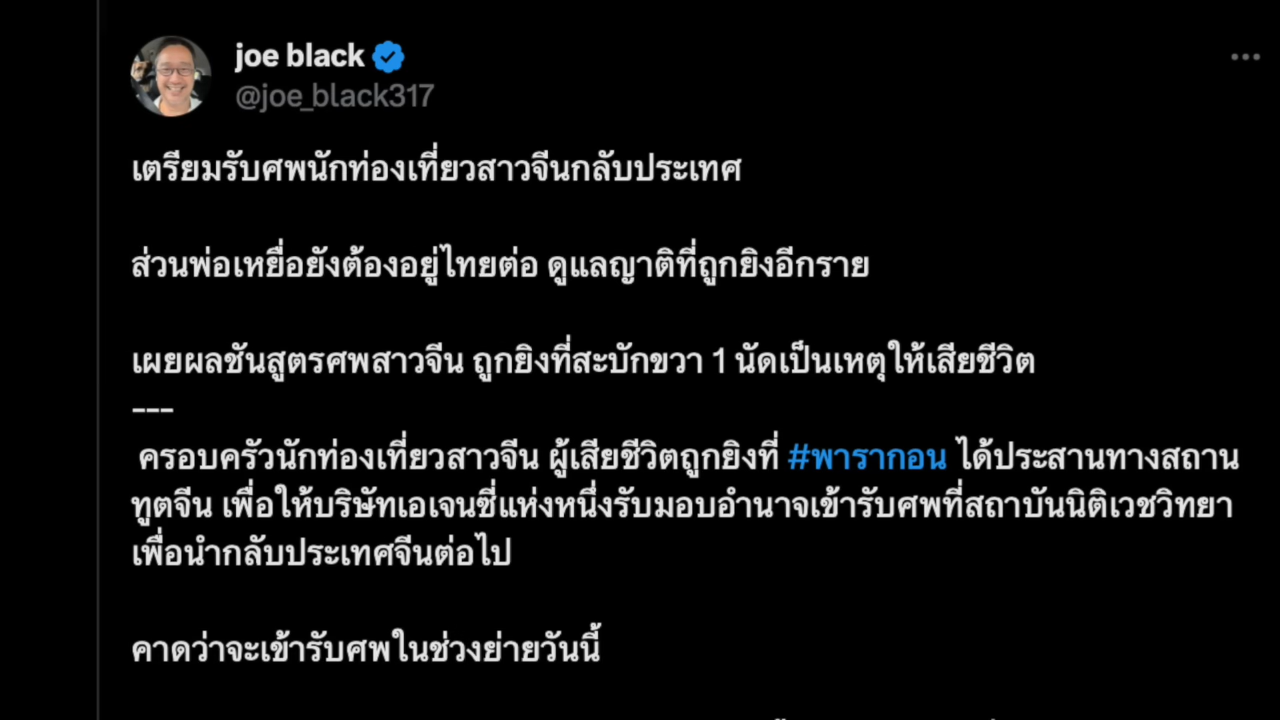 joe black
@joe_black317
เตรียมรับศพนักท่องเที่ยวสาวจีนกลับประเทศ
ส่วนพ่อเหยื่อยังต้องอยู่ไทยต่อ ดูแลญาติที่ถูกยิงอีกราย
เผยผลชันสูตรศพสาวจีน ถูกยิงที่สะบักขวา 1 นัดเป็นเหตุให้เสียชีวิต
---
ครอบครัวนักท่องเที่ยวสาวจีน ผู้เสียชีวิตถูกยิงที่ #พารากอน ได้ประสานทางสถาน
ทูตจีน เพื่อให้บริษัทเอเจนซี่แห่งหนึ่งรับมอบอำนาจเข้ารับศพที่สถาบันนิติเวชวิทยา
เพื่อนำกลับประเทศจีนต่อไป
คาดว่าจะเข้ารับศพในช่วงย่ายวันนี้